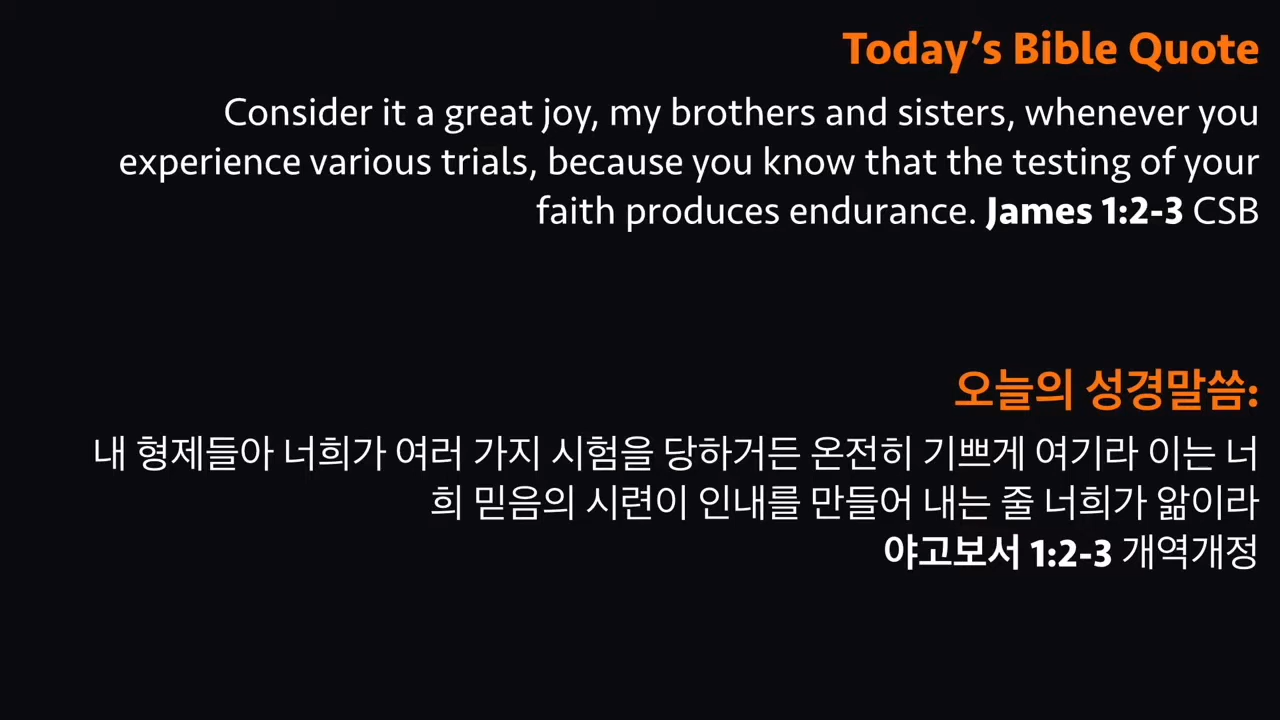 Today’s Bible Quote
Consider it a great joy, my brothers and sisters, whenever you
experience various trials, because you know that the testing of your
faith produces endurance. James 1:2-3 CSB
오늘의 성경말씀:
내 형제들아 너희가 여러 가지 시험을 당하거든 온전히 기쁘게 여기라 이는 너
희 믿음의 시련이 인내를 만들어 내는 줄 너희가 앎이라
야고보서 1:2-3 개역개정